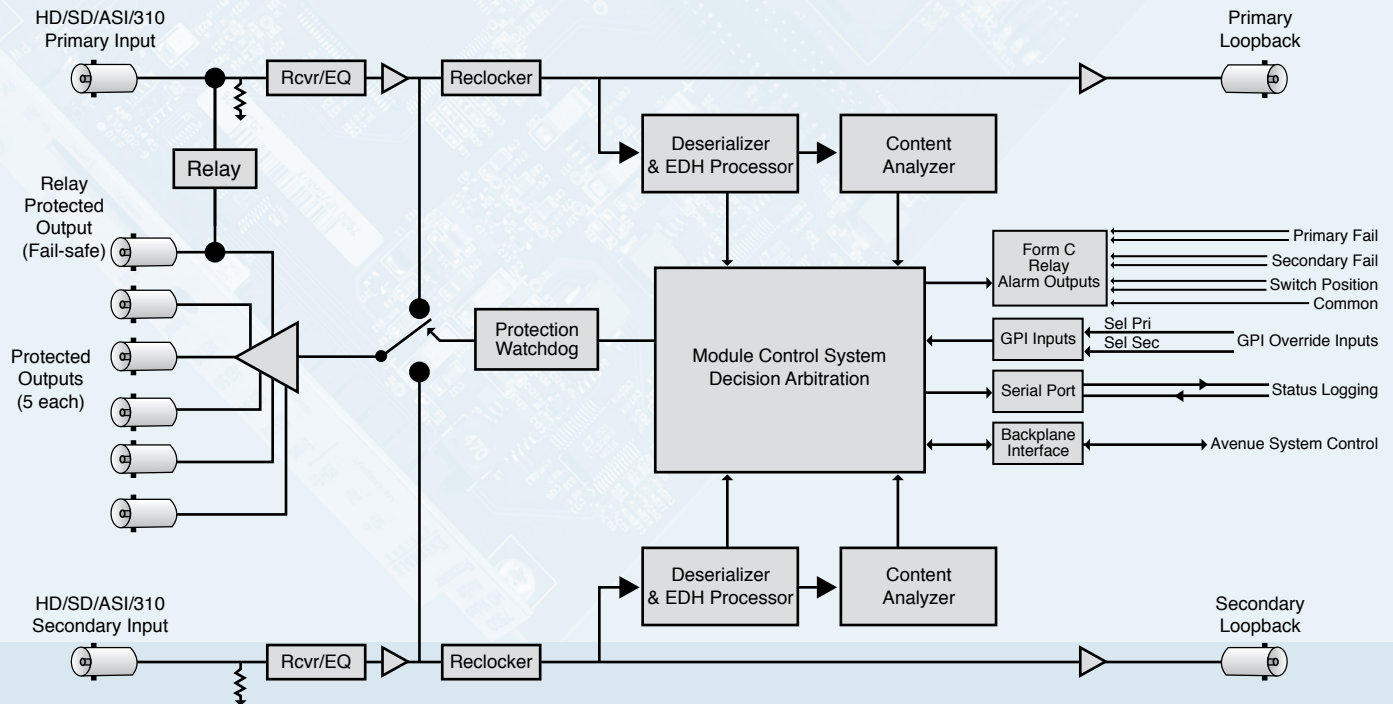 HD/SD/ASI/310
Primary Input
Primary
Loopback
Rcvr/EQ
Reclocker
Deserializer
& EDH Processor
Content
Analyzer
Relay
Relay
Protected
Output
(Fail-safe)
Form C
Relay
Alarm Outputs
Primary Fail
Secondary Fail
Switch Position
Common
Protection
Watchdog
Module Control System
Decision Arbitration
GPI Inputs
Sel Pri
Sel Sec
GPI Override Inputs
Protected
Outputs
(5 each)
Serial Port
Status Logging
Backplane
Interface
Avenue System Control
Deserializer
& EDH Processor
Content
Analyzer
HD/SD/ASI/310
Secondary Input
Secondary
Loopback
Rcvr/EQ
Reclocker